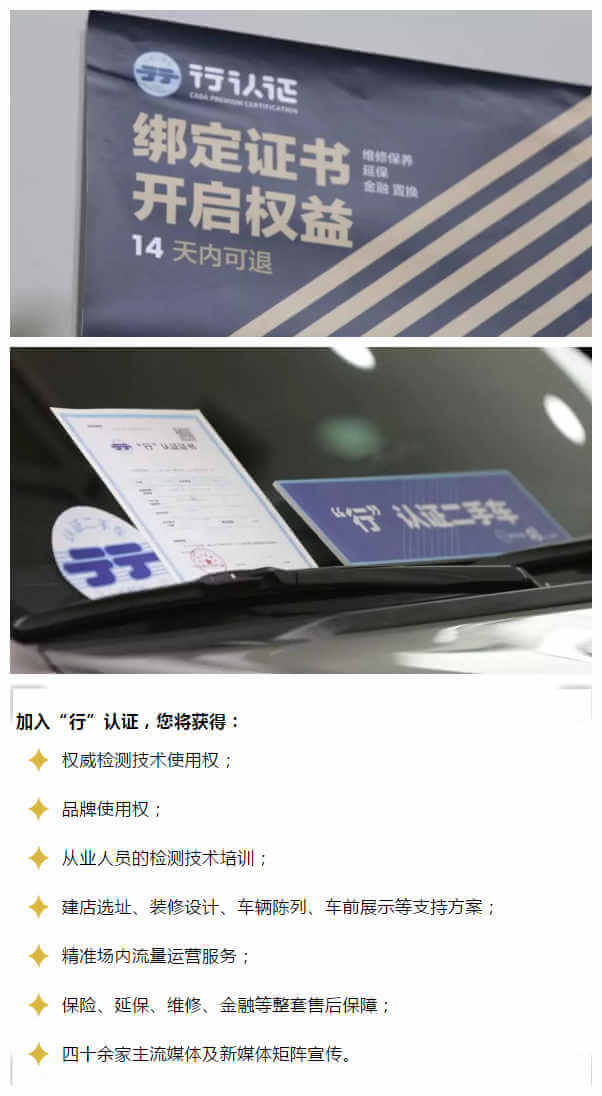 行认证
CADA PREMIUM CERTIFICATION
绑定证书
开启权益
维修保养
延保
金融 置换
14 天内可退
“行”认证证书
认证二手车
“行” 认证二手车
加入“行”认证，您将获得：
权威检测技术使用权；
品牌使用权；
从业人员的检测技术培训；
建店选址、装修设计、车辆陈列、车前展示等支持方案；
精准场内流量运营服务；
保险、延保、维修、金融等整套售后保障；
四十余家主流媒体及新媒体矩阵宣传。